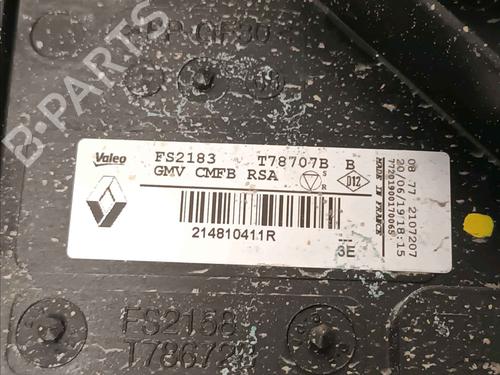 B-PARTS
Valeo
FS2183 T78707B B
GMV CMFB RSA
S
R
D12
214810411R
3E
MADE IN FRANCE
08 77 2107207
20/06/19 18:15
FS2158